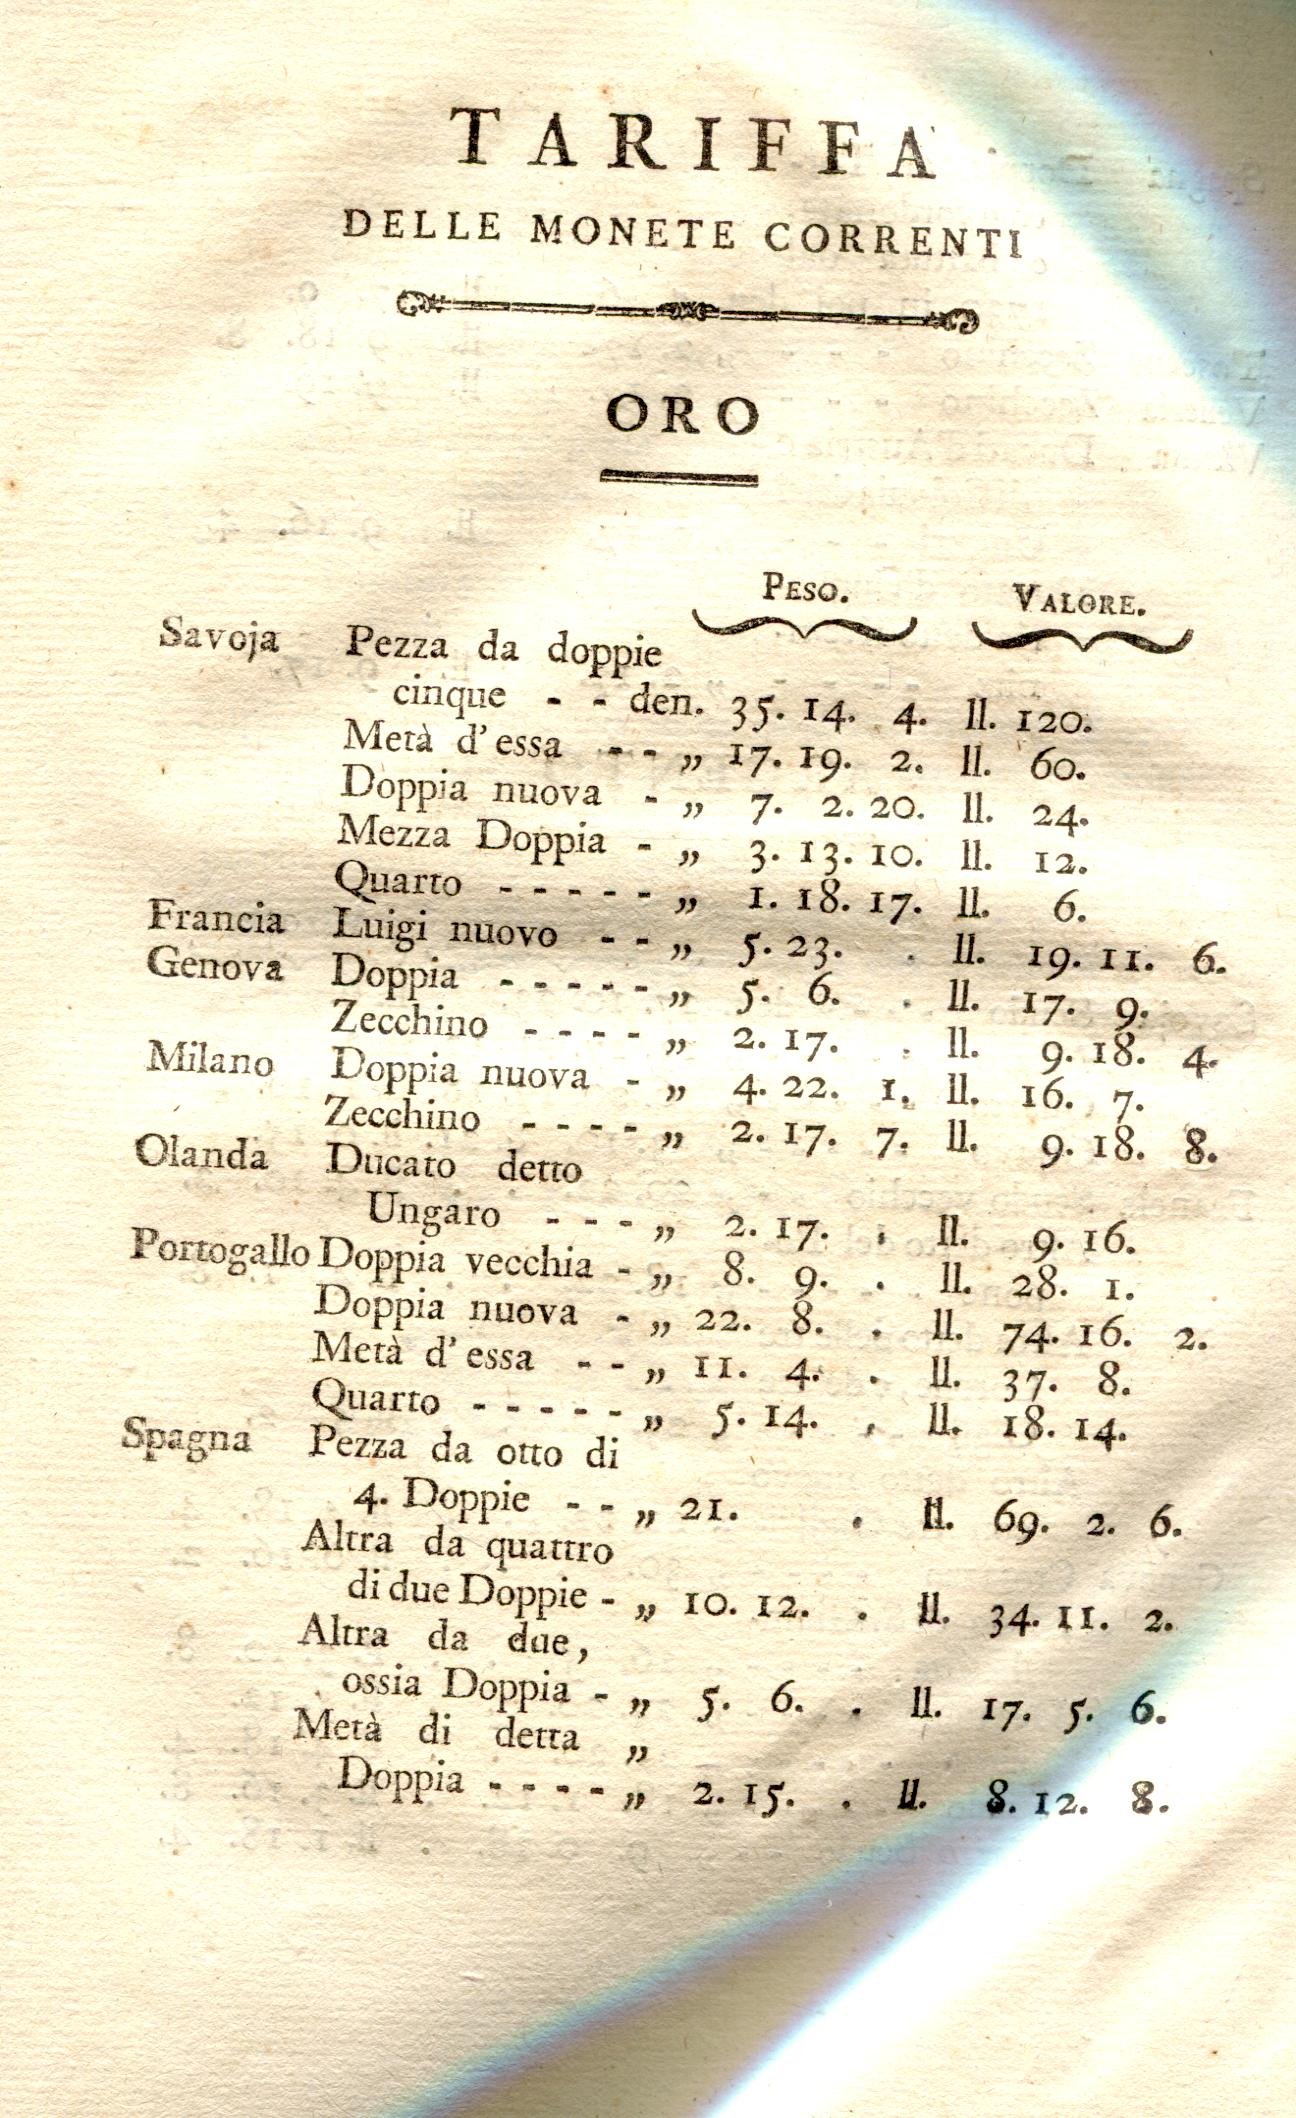 TARIFFA
DELLE MONETE CORRENTI
ORO
PESO. VALORE.
Savoja Pezza da doppie
cinque - - den. 35. 14. 4. ll. 120.
Metà d'essa - - „ 17. 19. 2. ll. 60.
Doppia nuova - „ 7. 2. 20. ll. 24.
Mezza Doppia - „ 3. 13. 10. ll. 12.
Quarto - - - - - „ 1. 18. 17. ll. 6.
Francia Luigi nuovo - - „ 5. 23. . ll. 19. 11. 6.
Genova Doppia - - - - - „ 5. 6. . ll. 17. 9.
Zecchino - - - - „ 2. 17. . ll. 9. 18. 4.
Milano Doppia nuova - „ 4. 22. 1. ll. 16. 7.
Zecchino - - - - „ 2. 17. 7. ll. 9. 18. 8.
Olanda Ducato detto
Ungaro - - - „ 2. 17. . ll. 9. 16.
Portogallo Doppia vecchia - „ 8. 9. . ll. 28. 1.
Doppia nuova - „ 22. 8. . ll. 74. 16. 2.
Metà d'essa - - „ 11. 4. . ll. 37. 8.
Quarto - - - - - „ 5. 14. . ll. 18. 14.
Spagna Pezza da otto di
4. Doppie - - „ 21. . ll. 69. 2. 6.
Altra da quattro
di due Doppie - „ 10. 12. . ll. 34. 11. 2.
Altra da due,
ossia Doppia - „ 5. 6. . ll. 17. 5. 6.
Metà di detta „
Doppia - - - - „ 2. 15. . ll. 8. 12. 8.